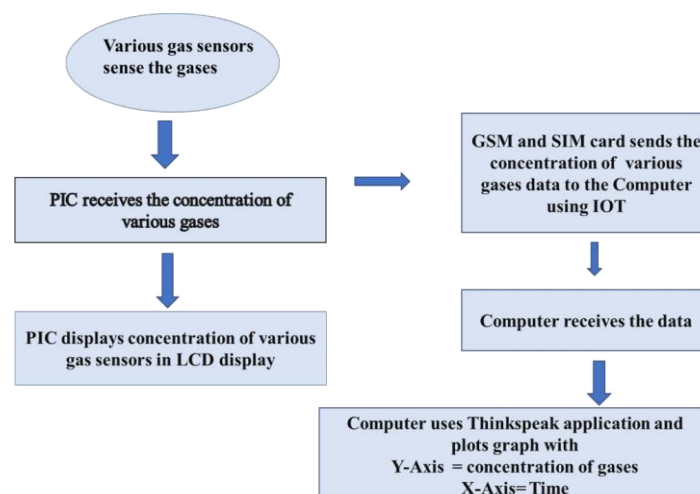 Various gas sensors
sense the gases
PIC receives the concentration of
various gases
PIC displays concentration of various
gas sensors in LCD display
GSM and SIM card sends the
concentration of various
gases data to the Computer
using IOT
Computer receives the data
Computer uses Thinkspeak application and
plots graph with
Y-Axis = concentration of gases
X-Axis= Time